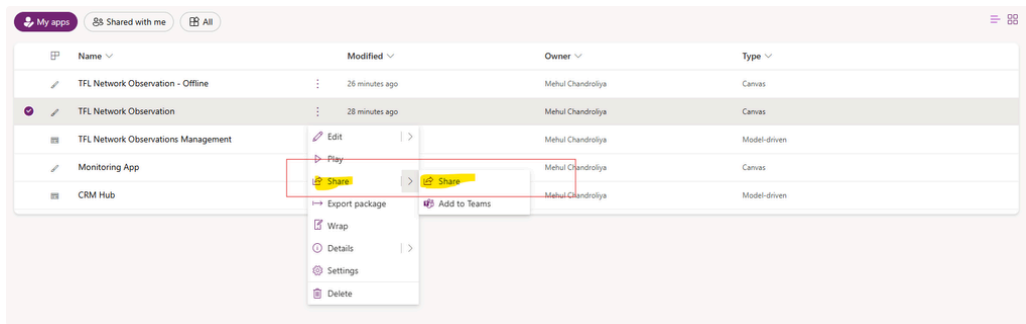 My apps Shared with me All
Name Modified Owner Type
TFL Network Observation - Offline 26 minutes ago Mehul Chandroliya Canvas
TFL Network Observation 28 minutes ago Mehul Chandroliya Canvas
Edit
TFL Network Observations Management Mehul Chandroliya Model-driven
Play
Monitoring App Mehul Chandroliya Canvas
Share Share
CRM Hub Mehul Chandroliya Model-driven
Export package Add to Teams
Wrap
Details
Settings
Delete